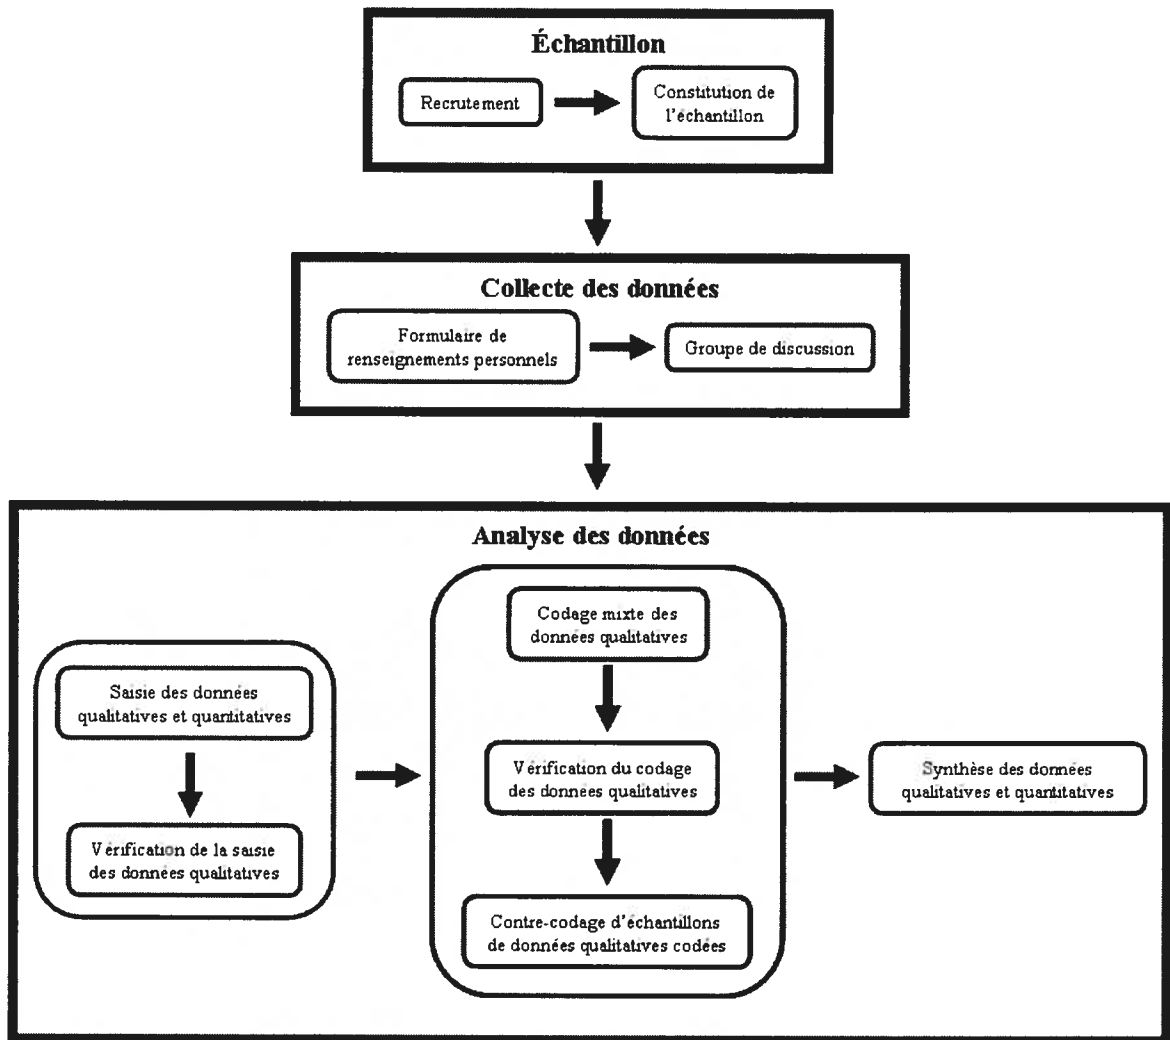 Échantillon
Recrutement
Constitution de
l'échantillon
Collecte des données
Formulaire de
renseignements personnels
Groupe de discussion
Analyse des données
Saisie des données
qualitatives et quantitatives
Vérification de la saisie
des données qualitatives
Codage mixte des
données qualitatives
Vérification du codage
des données qualitatives
Contre-codage d'échantillons
de données qualitatives codées
Synthèse des données
qualitatives et quantitatives